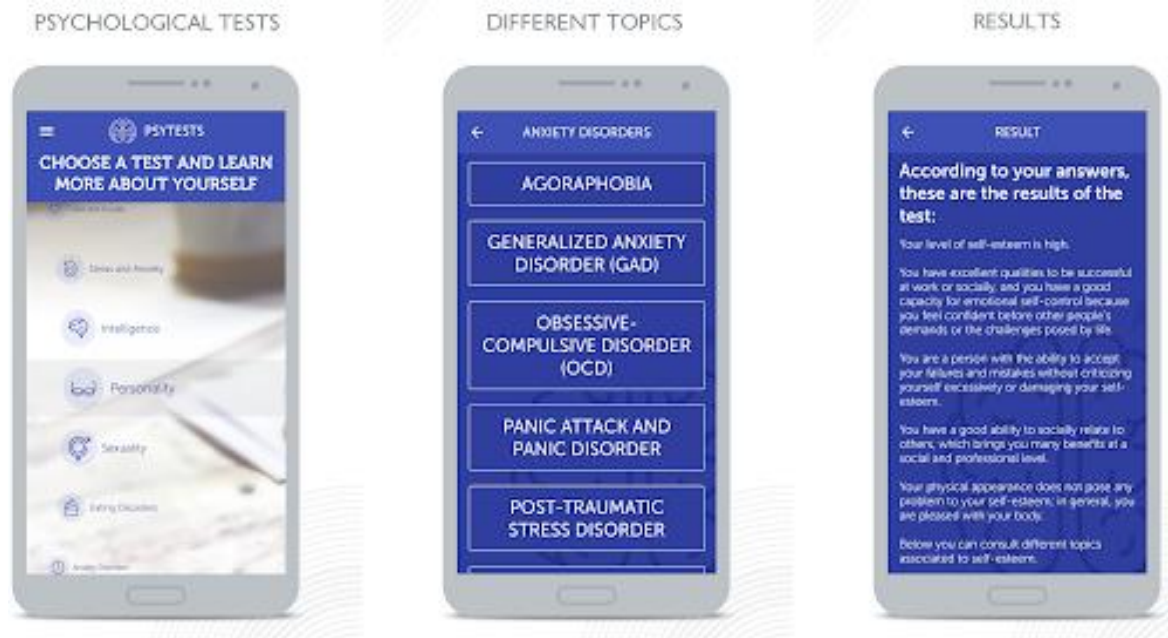 PSYCHOLOGICAL TESTS
PSYTESTS
CHOOSE A TEST AND LEARN
MORE ABOUT YOURSELF
Stress and Anxiety
Intelligence
Personality
Sexuality
Eating Disorders
Anxiety Disorders
DIFFERENT TOPICS
ANXIETY DISORDERS
AGORAPHOBIA
GENERALIZED ANXIETY
DISORDER (GAD)
OBSESSIVE-
COMPULSIVE DISORDER
(OCD)
PANIC ATTACK AND
PANIC DISORDER
POST-TRAUMATIC
STRESS DISORDER
RESULTS
RESULT
According to your answers,
these are the results of the
test:
Your level of self-esteem is high.
You have excellent qualities to be successful
at work or socially, and you have a good
capacity for emotional self-control because
you feel confident before other people's
demands or the challenges posed by life.
You are a person with the ability to accept
your failures and mistakes without criticizing
yourself excessively or damaging your self-
esteem.
You have a good ability to socially relate to
others, which brings you many benefits at a
social and professional level.
Your physical appearance does not pose any
problem to your self-esteem; in general, you
are pleased with your body.
Below you can consult different topics
associated to self-esteem.